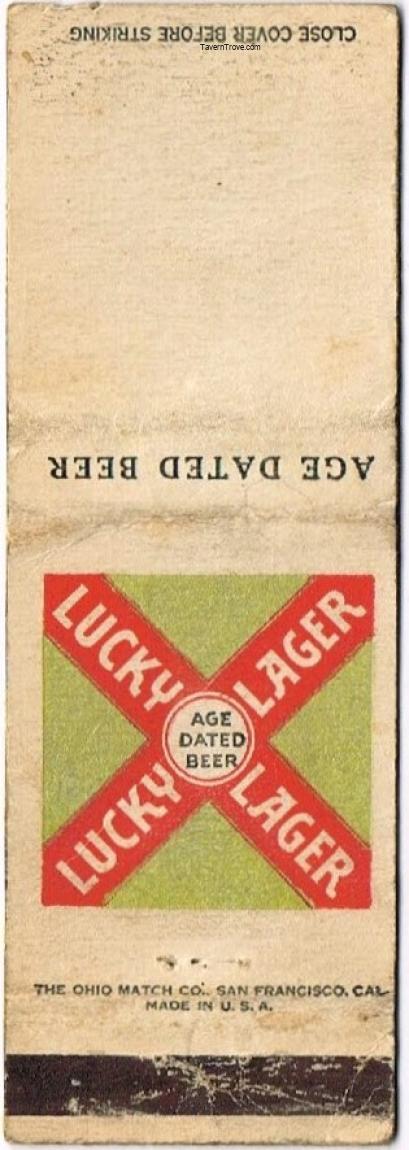 CLOSE COVER BEFORE STRIKING
TavernTrove.com
AGE DATED BEER
LUCKY LAGER
AGE
DATED
BEER
LUCKY LAGER
THE OHIO MATCH CO., SAN FRANCISCO, CAL.
MADE IN U. S. A.